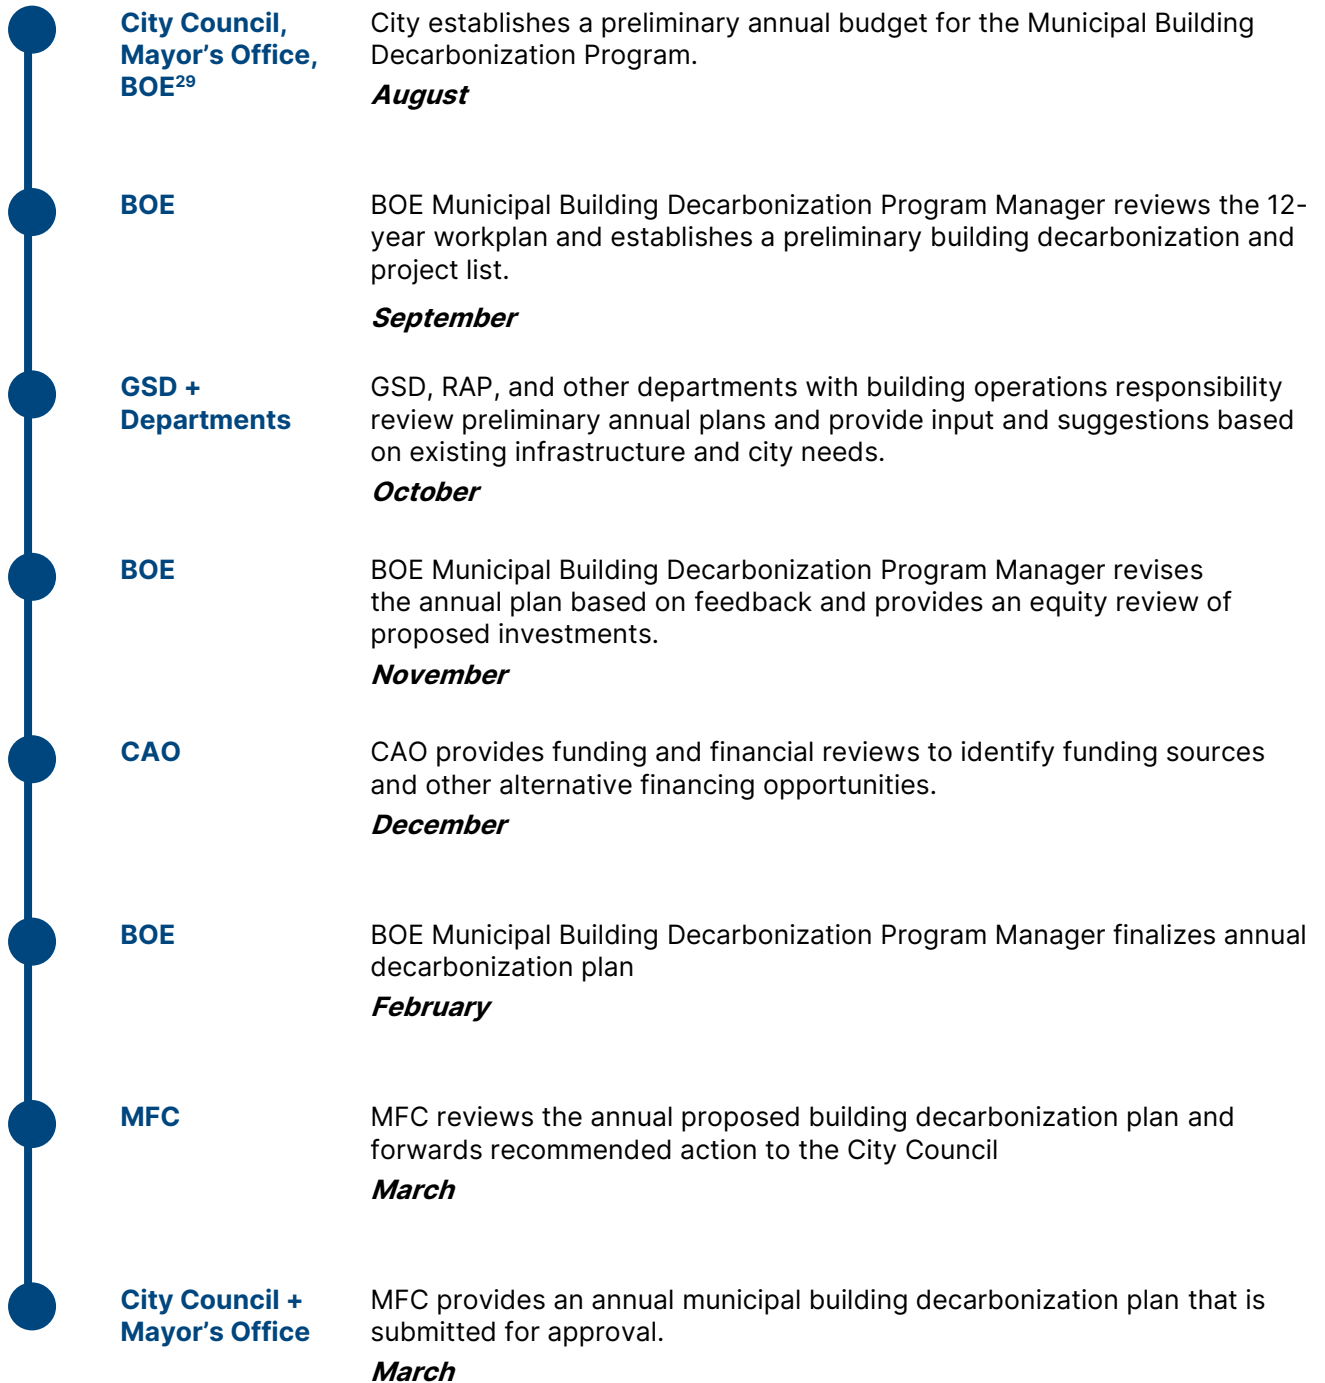 City Council,
Mayor's Office,
BOE29
City establishes a preliminary annual budget for the Municipal Building
Decarbonization Program.
August
BOE
BOE Municipal Building Decarbonization Program Manager reviews the 12-
year workplan and establishes a preliminary building decarbonization and
project list.
September
GSD +
Departments
GSD, RAP, and other departments with building operations responsibility
review preliminary annual plans and provide input and suggestions based
on existing infrastructure and city needs.
October
BOE
BOE Municipal Building Decarbonization Program Manager revises
the annual plan based on feedback and provides an equity review of
proposed investments.
November
CAO
CAO provides funding and financial reviews to identify funding sources
and other alternative financing opportunities.
December
BOE
BOE Municipal Building Decarbonization Program Manager finalizes annual
decarbonization plan
February
MFC
MFC reviews the annual proposed building decarbonization plan and
forwards recommended action to the City Council
March
City Council +
Mayor's Office
MFC provides an annual municipal building decarbonization plan that is
submitted for approval.
March